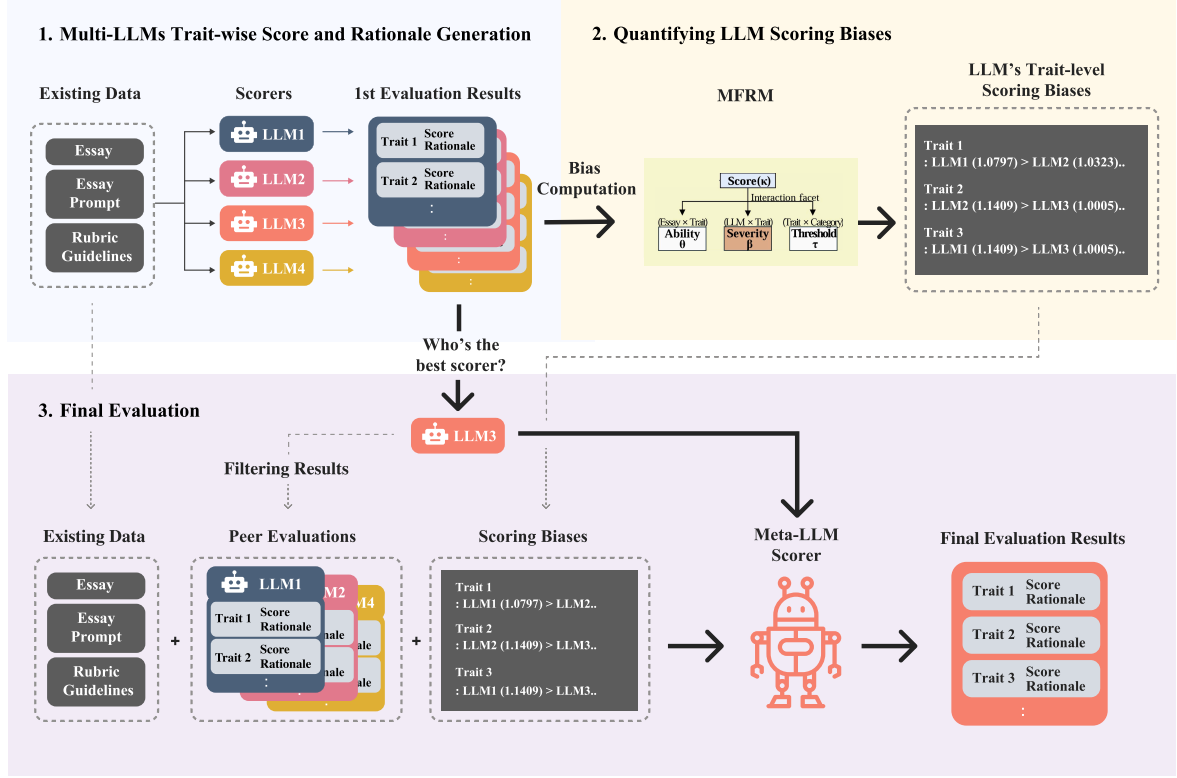 1. Multi-LLMs Trait-wise Score and Rationale Generation
Existing Data
Essay
Essay
Prompt
Rubric
Guidelines
Scorers
LLM1
LLM2
LLM3
LLM4
1st Evaluation Results
Trait 1
Score
Rationale
Trait 2
Score
Rationale
:
:
:
:
Bias
Computation
2. Quantifying LLM Scoring Biases
MFRM
Score(κ)
Interaction facet
(Essay × Trait)
Ability
θ
(LLM × Trait)
Severity
β
(Trait × Category)
Threshold
τ
LLM's Trait-level
Scoring Biases
Trait 1
: LLM1 (1.0797) > LLM2 (1.0323)..
Trait 2
: LLM2 (1.1409) > LLM3 (1.0005)..
Trait 3
: LLM1 (1.1409) > LLM3 (1.0005)..
Who's the
best scorer?
3. Final Evaluation
LLM3
Filtering Results
Existing Data
Essay
Essay
Prompt
Rubric
Guidelines
+
Peer Evaluations
LLM1
Trait 1
Score
Rationale
Trait 2
Score
Rationale
:
M2
nale
nale
:
M4
ale
ale
:
+
Scoring Biases
Trait 1
: LLM1 (1.0797) > LLM2..
Trait 2
: LLM2 (1.1409) > LLM3..
Trait 3
: LLM1 (1.1409) > LLM3..
Meta-LLM
Scorer
Final Evaluation Results
Trait 1
Score
Rationale
Trait 2
Score
Rationale
Trait 3
Score
Rationale
: